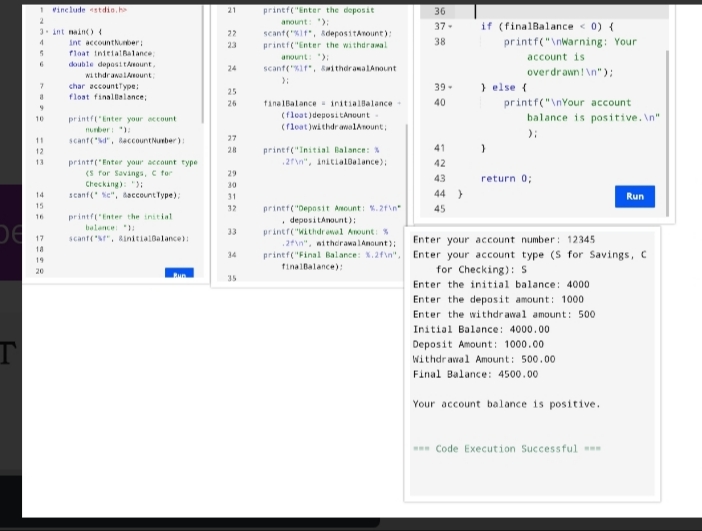 1 #include <stdio.h>
2
3 int main() {
4 int accountNumber;
5 float initialBalance;
6 double depositAmount,
withdrawalAmount;
7 char accountType;
8 float finalBalance;
9
10 printf("Enter your account
number: ");
11 scanf("%d", &accountNumber);
12
13 printf("Enter your account type
(S for Savings, C for
Checking): ");
14 scanf(" %c", &accountType);
15
16 printf("Enter the initial
balance: ");
17 scanf("%f", &initialBalance);
18
19
20
Run
21 printf("Enter the deposit
amount: ");
22 scanf("%lf", &depositAmount);
23 printf("Enter the withdrawal
amount: ");
24 scanf("%lf", &withdrawalAmount
);
25
26 finalBalance = initialBalance +
(float)depositAmount -
(float)withdrawalAmount;
27
28 printf("Initial Balance: %
.2f\n", initialBalance);
29
30
31
32 printf("Deposit Amount: %.2f\n"
, depositAmount);
33 printf("Withdrawal Amount: %
.2f\n", withdrawalAmount);
34 printf("Final Balance: %.2f\n",
finalBalance);
35
36
37 if (finalBalance < 0) {
38 printf("\nWarning: Your
account is
overdrawn!\n");
39 } else {
40 printf("\nYour account
balance is positive.\n"
);
41 }
42
43 return 0;
44 }
45
Run
Enter your account number: 12345
Enter your account type (S for Savings, C
for Checking): S
Enter the initial balance: 4000
Enter the deposit amount: 1000
Enter the withdrawal amount: 500
Initial Balance: 4000.00
Deposit Amount: 1000.00
Withdrawal Amount: 500.00
Final Balance: 4500.00
Your account balance is positive.
=== Code Execution Successful ===